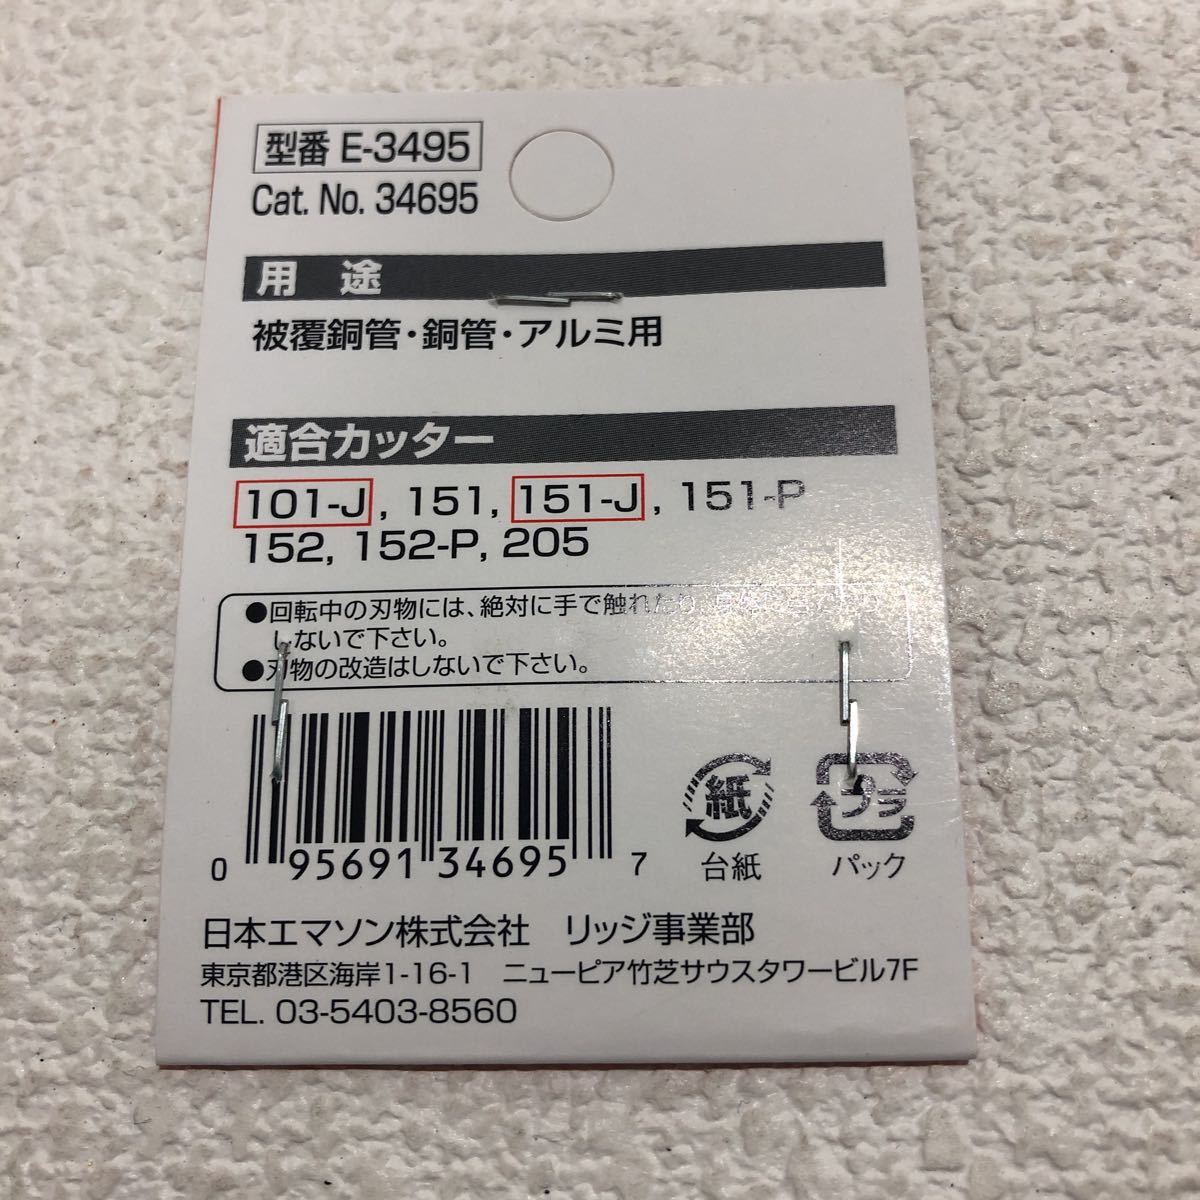 型番 E-3495
Cat. No. 34695
用 途
被覆銅管・銅管・アルミ用
適合カッター
101-J, 151, 151-J, 151-P
152, 152-P, 205
●回転中の刃物には、絶対に手で触れたり、
しないで下さい。
●刃物の改造はしないで下さい。
0 95691 34695 7
紙
プラ
台紙
パック
日本エマソン株式会社 リッジ事業部
東京都港区海岸1-16-1 ニューピア竹芝サウスタワービル7F
TEL. 03-5403-8560